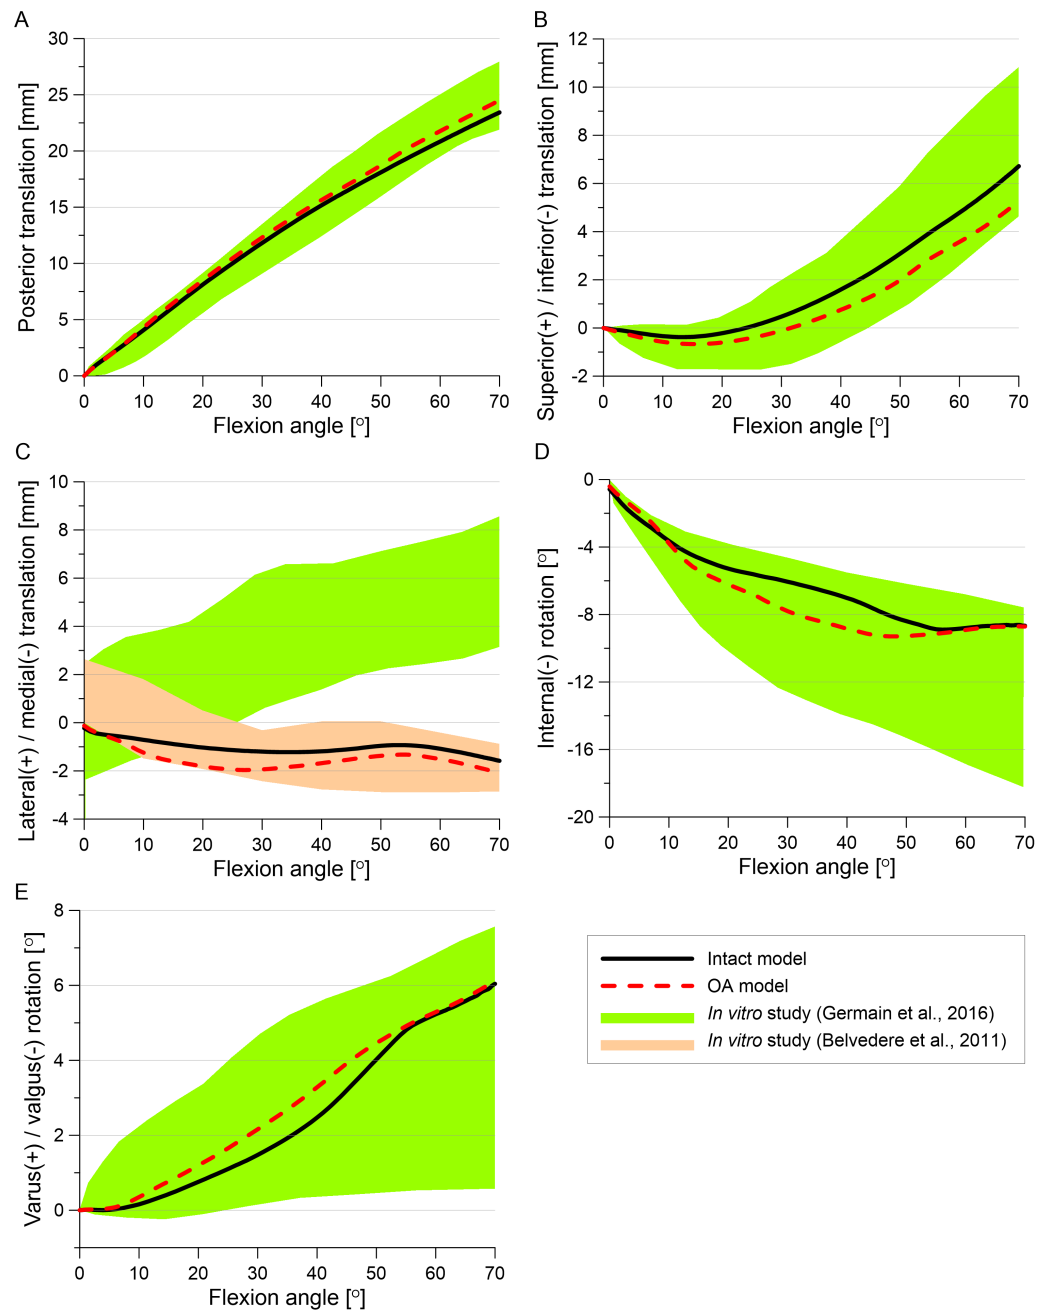 A
Posterior translation [mm]
30
25
20
15
10
5
0
0 10 20 30 40 50 60 70
Flexion angle [°]
B
Superior(+) / inferior(-) translation [mm]
12
10
8
6
4
2
0
-2
0 10 20 30 40 50 60 70
Flexion angle [°]
C
Lateral(+) / medial(-) translation [mm]
10
8
6
4
2
0
-2
-4
0 10 20 30 40 50 60 70
Flexion angle [°]
D
Internal(-) rotation [°]
0
-4
-8
-12
-16
-20
0 10 20 30 40 50 60 70
Flexion angle [°]
E
Varus(+) / valgus(-) rotation [°]
8
6
4
2
0
0 10 20 30 40 50 60 70
Flexion angle [°]
Intact model
OA model
In vitro study (Germain et al., 2016)
In vitro study (Belvedere et al., 2011)